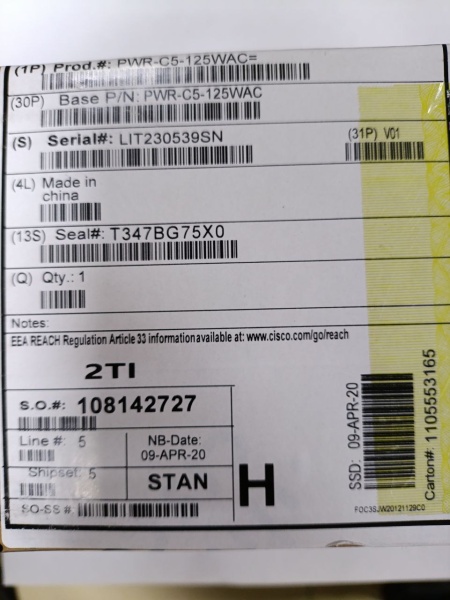 (1P) Prod.#: PWR-C5-125WAC=
(30P) Base P/N: PWR-C5-125WAC
(S) Serial#: LIT230539SN
(31P) V01
(4L) Made in
china
(13S) Seal#: T347BG75X0
(Q) Qty.: 1
Notes:
EEA REACH Regulation Article 33 information available at: www.cisco.com/go/reach
2TI
S.O.#: 108142727
Line #: 5
NB-Date:
09-APR-20
Shipset: 5
STAN
H
SO-SS #:
SSD: 09-APR-20
Carton#: 1105553165
FOC3SJW20121129C0